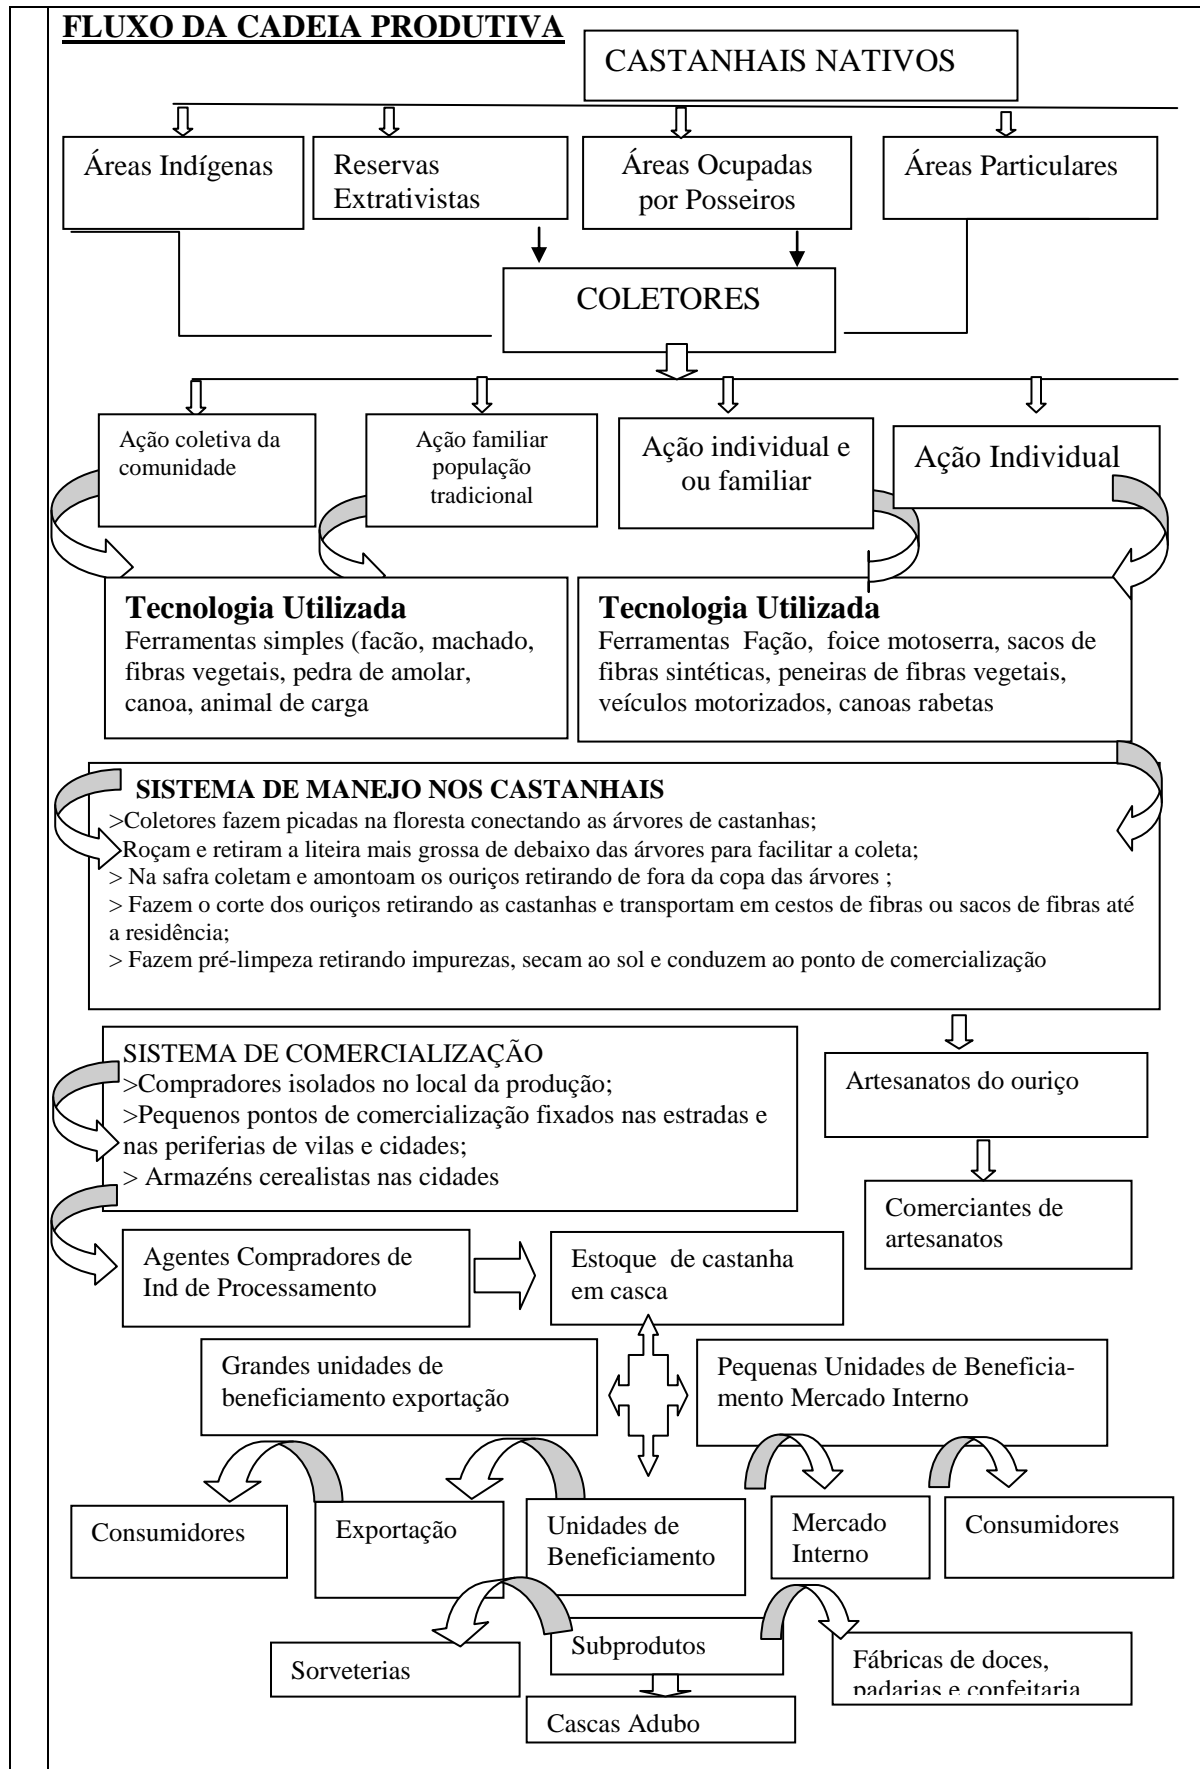 FLUXO DA CADEIA PRODUTIVA
CASTANHAIS NATIVOS
Áreas Indígenas
Reservas
Extrativistas
Áreas Ocupadas
por Posseiros
Áreas Particulares
COLETORES
Ação coletiva da
comunidade
Ação familiar
população
tradicional
Ação individual e
ou familiar
Ação Individual
Tecnologia Utilizada
Ferramentas simples (facão, machado,
fibras vegetais, pedra de amolar,
canoa, animal de carga
Tecnologia Utilizada
Ferramentas Fação, foice motoserra, sacos de
fibras sintéticas, peneiras de fibras vegetais,
veículos motorizados, canoas rabetas
SISTEMA DE MANEJO NOS CASTANHAIS
>Coletores fazem picadas na floresta conectando as árvores de castanhas;
Roçam e retiram a liteira mais grossa de debaixo das árvores para facilitar a coleta;
> Na safra coletam e amontoam os ouriços retirando de fora da copa das árvores ;
> Fazem o corte dos ouriços retirando as castanhas e transportam em cestos de fibras ou sacos de fibras até
a residência;
> Fazem pré-limpeza retirando impurezas, secam ao sol e conduzem ao ponto de comercialização
SISTEMA DE COMERCIALIZAÇÃO
>Compradores isolados no local da produção;
>Pequenos pontos de comercialização fixados nas estradas e
nas periferias de vilas e cidades;
> Armazéns cerealistas nas cidades
Artesanatos do ouriço
Comerciantes de
artesanatos
Agentes Compradores de
Ind de Processamento
Estoque de castanha
em casca
Grandes unidades de
beneficiamento exportação
Pequenas Unidades de Beneficia-
mento Mercado Interno
Consumidores
Exportação
Unidades de
Beneficiamento
Mercado
Interno
Consumidores
Sorveterias
Subprodutos
Fábricas de doces,
padarias e confeitaria
Cascas Adubo